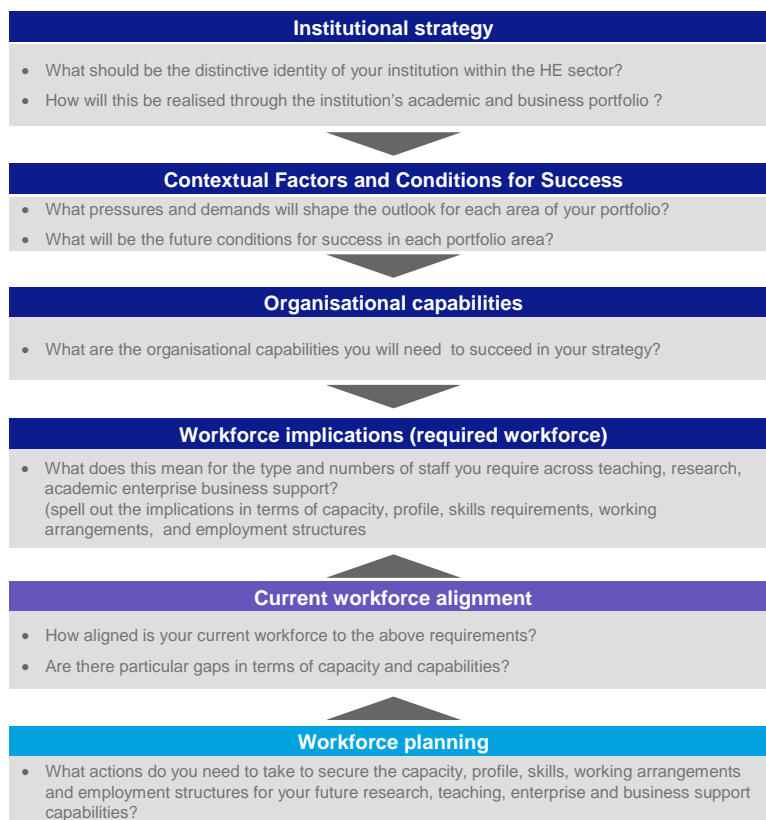 Institutional strategy
• What should be the distinctive identity of your institution within the HE sector?
• How will this be realised through the institution's academic and business portfolio ?
Contextual Factors and Conditions for Success
• What pressures and demands will shape the outlook for each area of your portfolio?
• What will be the future conditions for success in each portfolio area?
Organisational capabilities
• What are the organisational capabilities you will need to succeed in your strategy?
Workforce implications (required workforce)
• What does this mean for the type and numbers of staff you require across teaching, research,
academic enterprise business support?
(spell out the implications in terms of capacity, profile, skills requirements, working
arrangements, and employment structures
Current workforce alignment
• How aligned is your current workforce to the above requirements?
• Are there particular gaps in terms of capacity and capabilities?
Workforce planning
• What actions do you need to take to secure the capacity, profile, skills, working arrangements
and employment structures for your future research, teaching, enterprise and business support
capabilities?